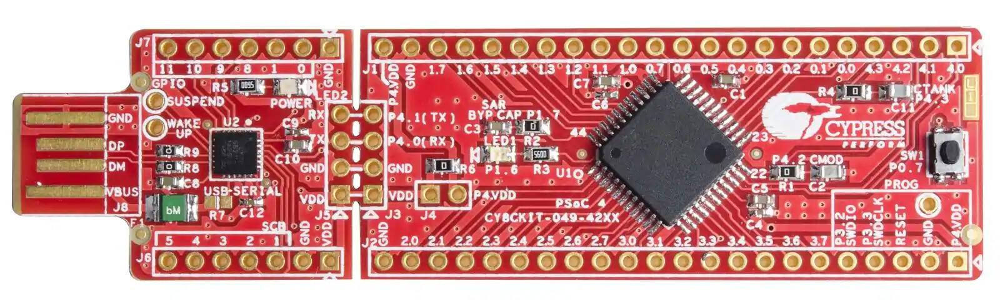 J7
11 10 9 8 1 0 GND
GPIO
R5
0095
POWER
LED2
SUSPEND
WAKE UP
GND
DP
DM
VBUS
J8
U2
C9
C10
0 R9
0 R8
C8
USB-SERIAL
bM
F1
R7
C12
SCB
5 4 3 2 1 GND VDD
J6
J5
RX
TX
GND
VDD
J1
P4.VDD GND 1.7 1.6 1.5 1.4 1.3 1.2 1.1 1.0 0.7 0.6 0.5 0.4 0.3 0.2 0.1 0.0 4.3 4.2 4.1 4.0
P4.1(TX)
P4.0(RX)
GND
VDD
J3
P4.VDD
J4
0
R6
SAR
BYP CAP P1.7
C3
0
R2
LED1
P1.6
5600
R3
C7
C6
44
23
22
U1
PSoC 4
CY8CKIT-049-42XX
C1
R4
0
CTANK
P4.3
C11
CYPRESS
PERFORM
SW1
P0.7
P4.2
CMOD
0
R1
C2
C5
C4
PROG
P3.2
SWDIO
P3.3
SWDCLK
RESET
GND
P4.VDD
J2
GND 2.0 2.1 2.2 2.3 2.4 2.5 2.6 2.7 3.0 3.1 3.2 3.3 3.4 3.5 3.6 3.7